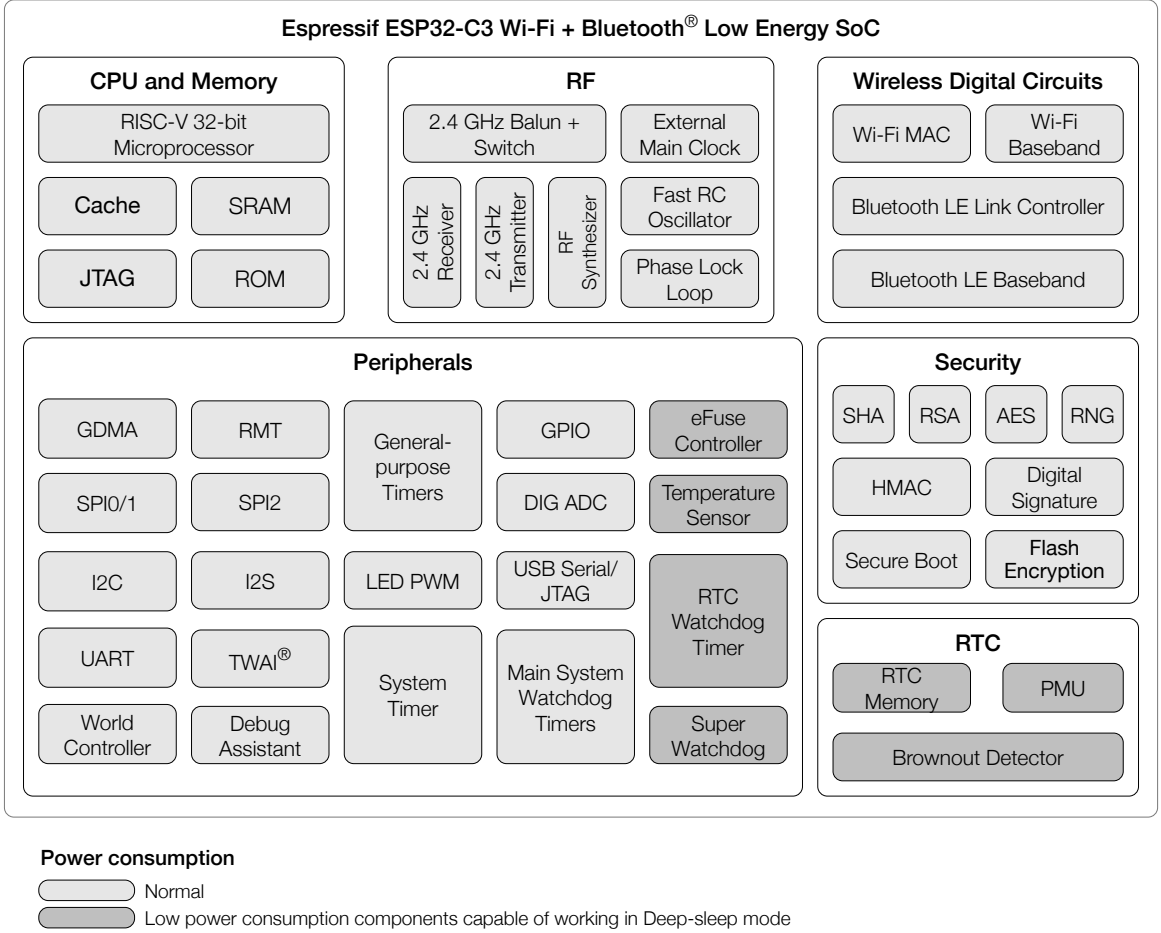 Espressif ESP32-C3 Wi-Fi + Bluetooth® Low Energy SoC
CPU and Memory
RISC-V 32-bit
Microprocessor
Cache
SRAM
JTAG
ROM
RF
2.4 GHz Balun +
Switch
External
Main Clock
2.4 GHz
Receiver
2.4 GHz
Transmitter
RF
Synthesizer
Fast RC
Oscillator
Phase Lock
Loop
Wireless Digital Circuits
Wi-Fi MAC
Wi-Fi
Baseband
Bluetooth LE Link Controller
Bluetooth LE Baseband
Peripherals
GDMA
RMT
General-
purpose
Timers
GPIO
eFuse
Controller
SPI0/1
SPI2
DIG ADC
Temperature
Sensor
I2C
I2S
LED PWM
USB Serial/
JTAG
RTC
Watchdog
Timer
UART
TWAI®
System
Timer
Main System
Watchdog
Timers
World
Controller
Debug
Assistant
Super
Watchdog
Security
SHA
RSA
AES
RNG
HMAC
Digital
Signature
Secure Boot
Flash
Encryption
RTC
RTC
Memory
PMU
Brownout Detector
Power consumption
Normal
Low power consumption components capable of working in Deep-sleep mode